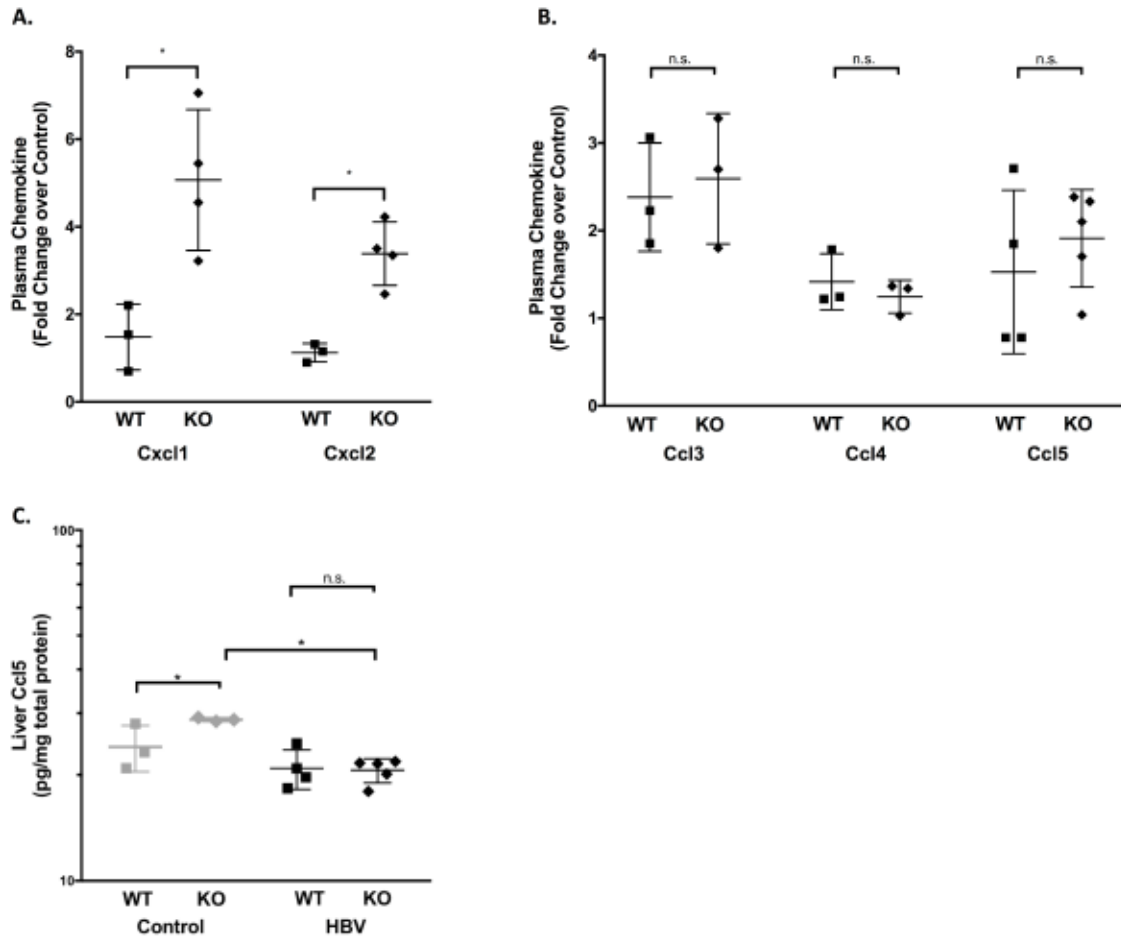 A.
Plasma Chemokine
(Fold Change over Control)
8
6
4
2
0
*
*
WT KO WT KO
Cxcl1 Cxcl2
B.
Plasma Chemokine
(Fold Change over Control)
4
3
2
1
0
n.s. n.s. n.s.
WT KO WT KO WT KO
Ccl3 Ccl4 Ccl5
C.
Liver Ccl5
(pg/mg total protein)
100
10
n.s.
*
*
WT KO WT KO
Control HBV